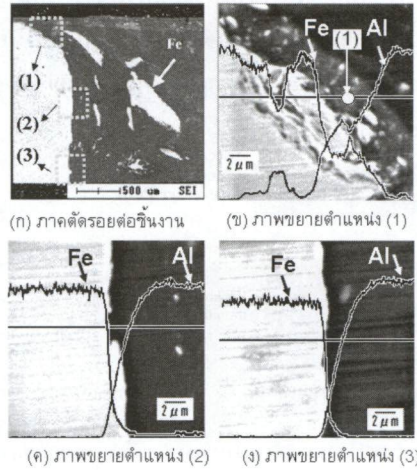 (1)
(2)
(3)
Fe
500 um SEI
Fe (1) Al
2 μm
(ก) ภาคตัดรอยต่อชิ้นงาน
(ข) ภาพขยายตำแหน่ง (1)
Fe Al
2 μm
Fe Al
2 μm
(ค) ภาพขยายตำแหน่ง (2)
(ง) ภาพขยายตำแหน่ง (3